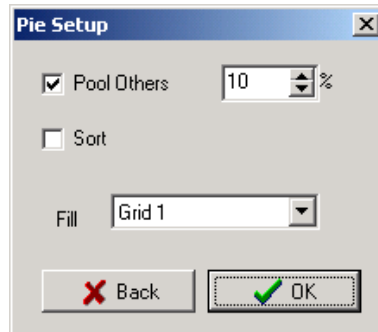 Pie Setup
Pool Others 10 %
Sort
Fill Grid 1
Back OK